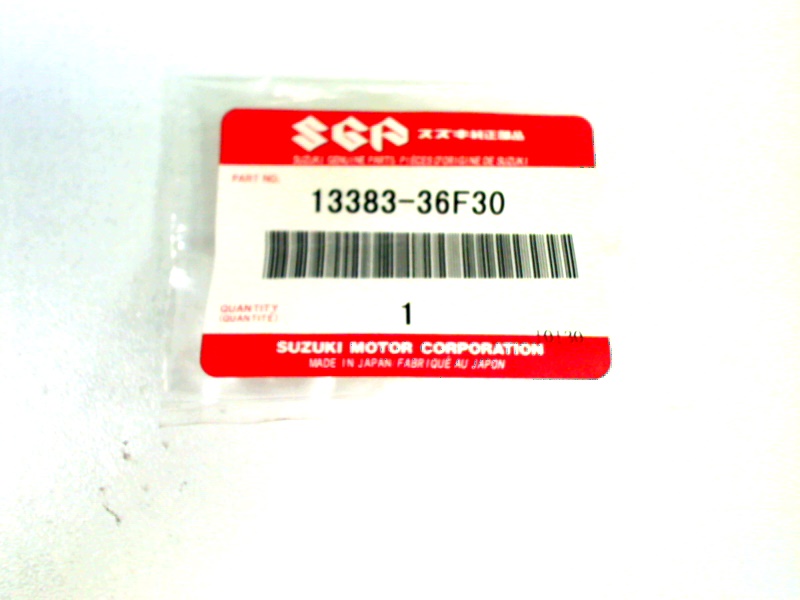 SGP スズキ純正部品
SUZUKI GENUINE PARTS PIECES D'ORIGINE DE SUZUKI
PART NO.
13383-36F30
QUANTITY
(QUANTITÉ)
1
SUZUKI MOTOR CORPORATION
MADE IN JAPAN FABRIQUÉ AU JAPON